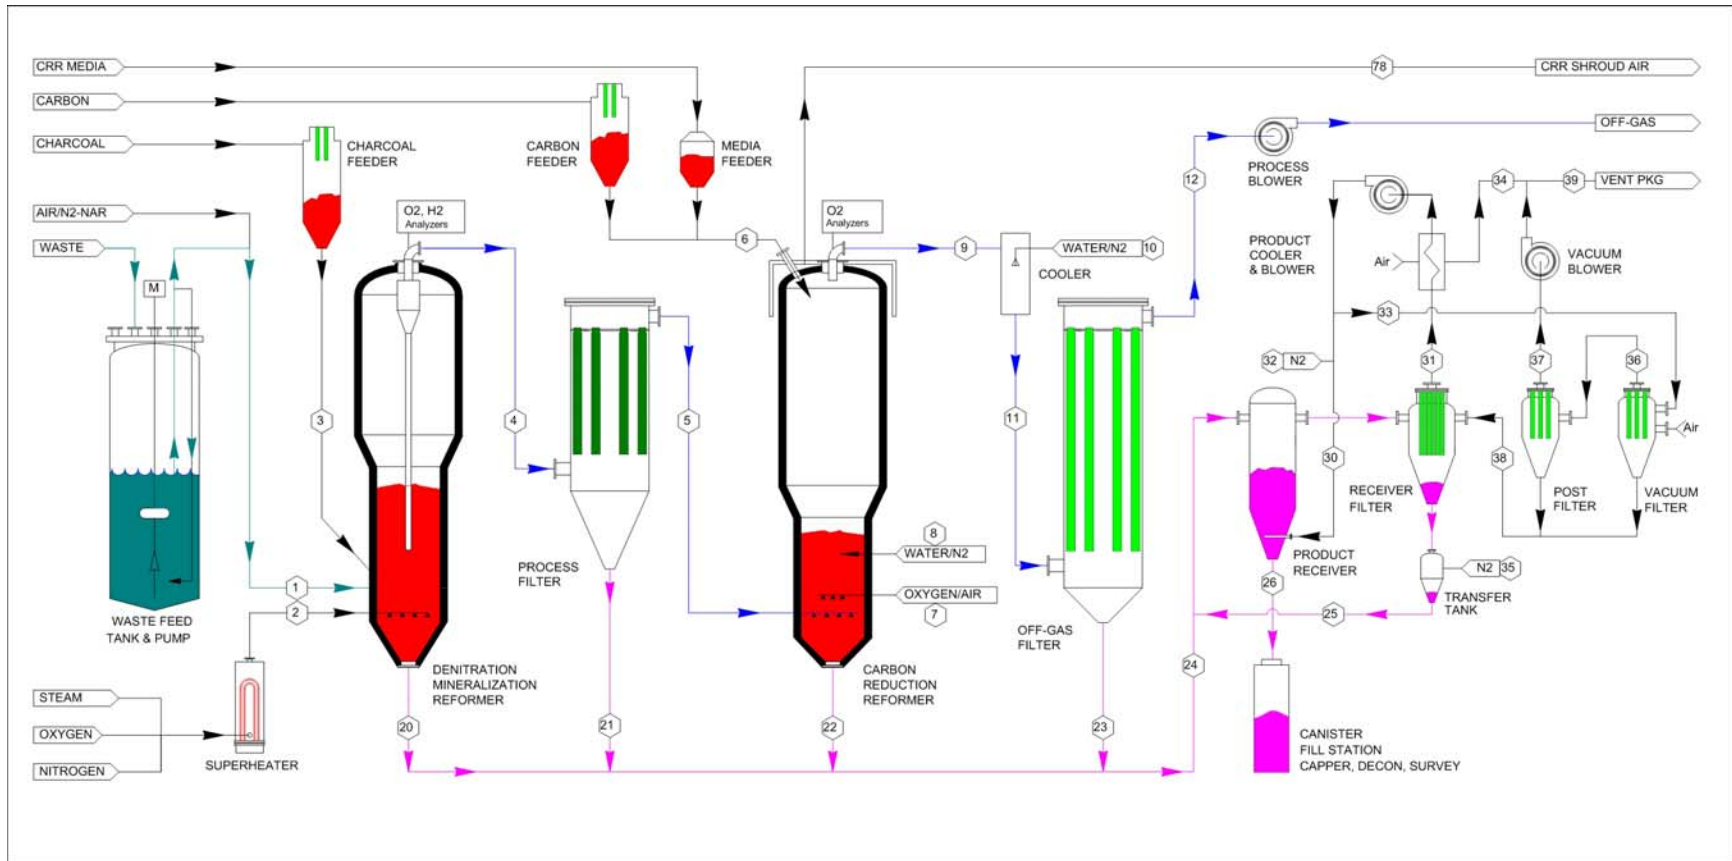 CRR MEDIA
CARBON
CHARCOAL
AIR/N2-NAR
WASTE
M
WASTE FEED
TANK & PUMP
STEAM
OXYGEN
NITROGEN
SUPERHEATER
CHARCOAL
FEEDER
1
2
3
O2, H2
Analyzers
DENITRATION
MINERALIZATION
REFORMER
20
4
PROCESS
FILTER
21
5
CARBON
FEEDER
MEDIA
FEEDER
6
O2
Analyzers
8
WATER/N2
OXYGEN/AIR
7
CARBON
REDUCTION
REFORMER
22
78
CRR SHROUD AIR
9
WATER/N2
10
COOLER
11
OFF-GAS
FILTER
23
12
PROCESS
BLOWER
OFF-GAS
34
39
VENT PKG
PRODUCT
COOLER
& BLOWER
Air
VACUUM
BLOWER
33
32
N2
31
37
36
Air
30
38
RECEIVER
FILTER
POST
FILTER
VACUUM
FILTER
PRODUCT
RECEIVER
26
N2
35
TRANSFER
TANK
25
24
CANISTER
FILL STATION
CAPPER, DECON, SURVEY